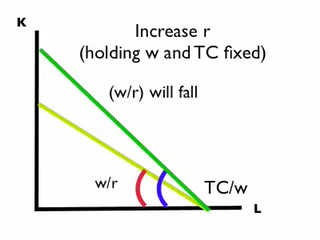 K
Increase r
(holding w and TC fixed)
(w/r) will fall
w/r
TC/w
L